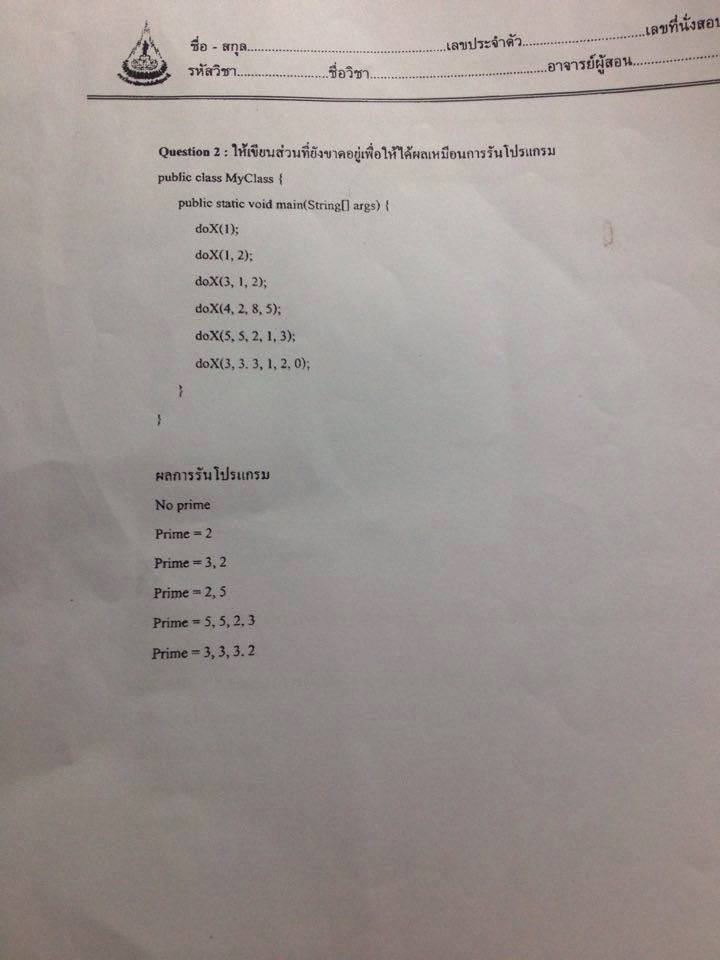 ชื่อ - สกุล..................................................เลขประจำตัว..............................เลขที่นั่งสอบ
รหัสวิชา.......................ชื่อวิชา............................................อาจารย์ผู้สอน.....................
Question 2 : ให้เขียนส่วนที่ยังขาดอยู่เพื่อให้ได้ผลเหมือนการรันโปรแกรม
public class MyClass {
public static void main(String[] args) {
doX(1);
doX(1, 2);
doX(3, 1, 2);
doX(4, 2, 8, 5);
doX(5, 5, 2, 1, 3);
doX(3, 3. 3, 1, 2, 0);
}
}
ผลการรันโปรแกรม
No prime
Prime = 2
Prime = 3, 2
Prime = 2, 5
Prime = 5, 5, 2, 3
Prime = 3, 3, 3. 2